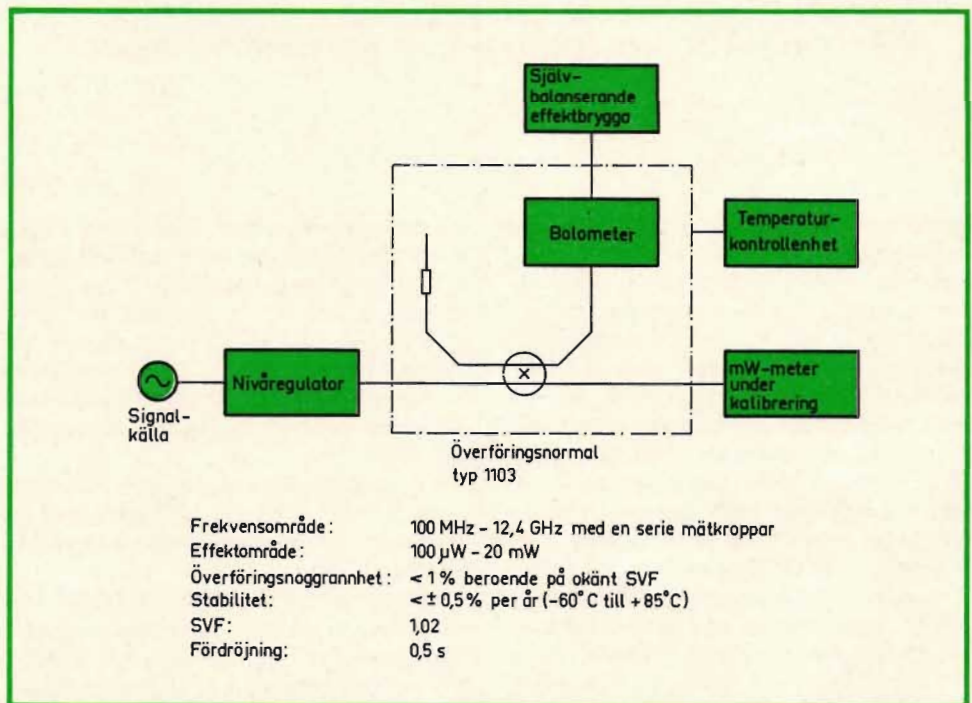 Själv-
balanserande
effektbrygga
Bolometer
Temperatur-
kontrollenhet
Nivåregulator
mW-meter
under
kalibrering
Signal-
källa
Överföringsnormal
typ 1103
Frekvensområde: 100 MHz - 12,4 GHz med en serie mätkroppar
Effektområde: 100 µW - 20 mW
Överföringsnoggrannhet: < 1 % beroende på okänt SVF
Stabilitet: < ± 0,5 % per år (-60° C till + 85° C)
SVF: 1,02
Fördröjning: 0,5 s